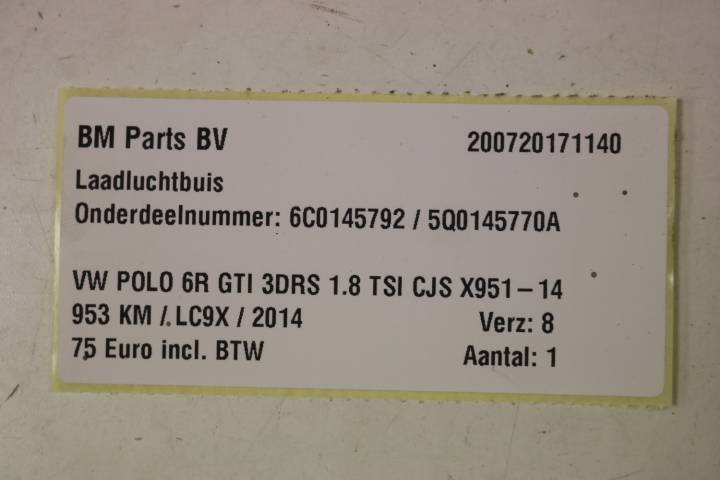 BM Parts BV 200720171140
Laadluchtbuis
Onderdeelnummer: 6C0145792 / 5Q0145770A
VW POLO 6R GTI 3DRS 1.8 TSI CJS X951-14
953 KM / LC9X / 2014 Verz: 8
75 Euro incl. BTW Aantal: 1